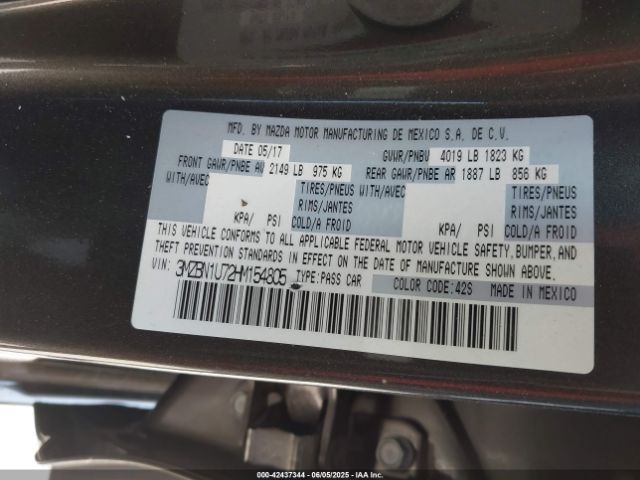 MFD. BY MAZDA MOTOR MANUFACTURING DE MEXICO S.A. DE C.V.
DATE 05/17 GVWR/PNBV 4019 LB 1823 KG
FRONT GAWR/PNBE AV 2149 LB 975 KG REAR GAWR/PNBE AR 1887 LB 856 KG
WITH/AVEC TIRES/PNEUS WITH/AVEC TIRES/PNEUS
RIMS/JANTES RIMS/JANTES
KPA/ PSI COLD/A FROID KPA/ PSI COLD/A FROID
THIS VEHICLE CONFORMS TO ALL APPLICABLE FEDERAL MOTOR VEHICLE SAFETY, BUMPER, AND
THEFT PREVENTION STANDARDS IN EFFECT ON THE DATE OF MANUFACTURE SHOWN ABOVE.
VIN: 3MZBN1U72HM154805 TYPE:PASS CAR COLOR CODE:42S MADE IN MEXICO
000-42437344 | 06/05/2025 | IAA Inc.